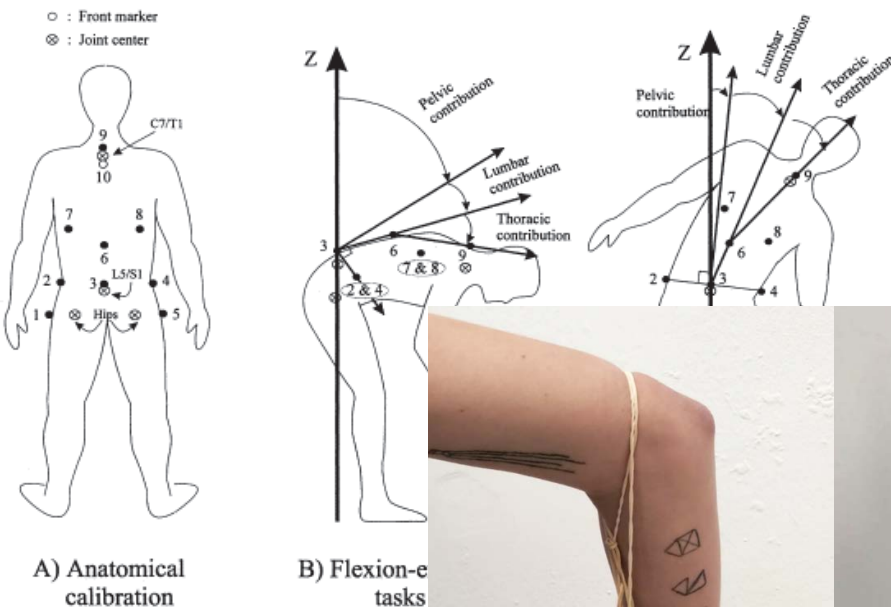 ○ : Front marker
⊗ : Joint center
C7/T1
9
10
7
8
6
2
3
L5/S1
4
1
Hips
5
A) Anatomical
calibration
Z
Pelvic
contribution
Lumbar
contribution
Thoracic
contribution
3
6
9
7 & 8
2 & 4
B) Flexion-e
tasks
Z
Pelvic
contribution
Lumbar
contribution
Thoracic
contribution
9
7
8
6
2
3
4